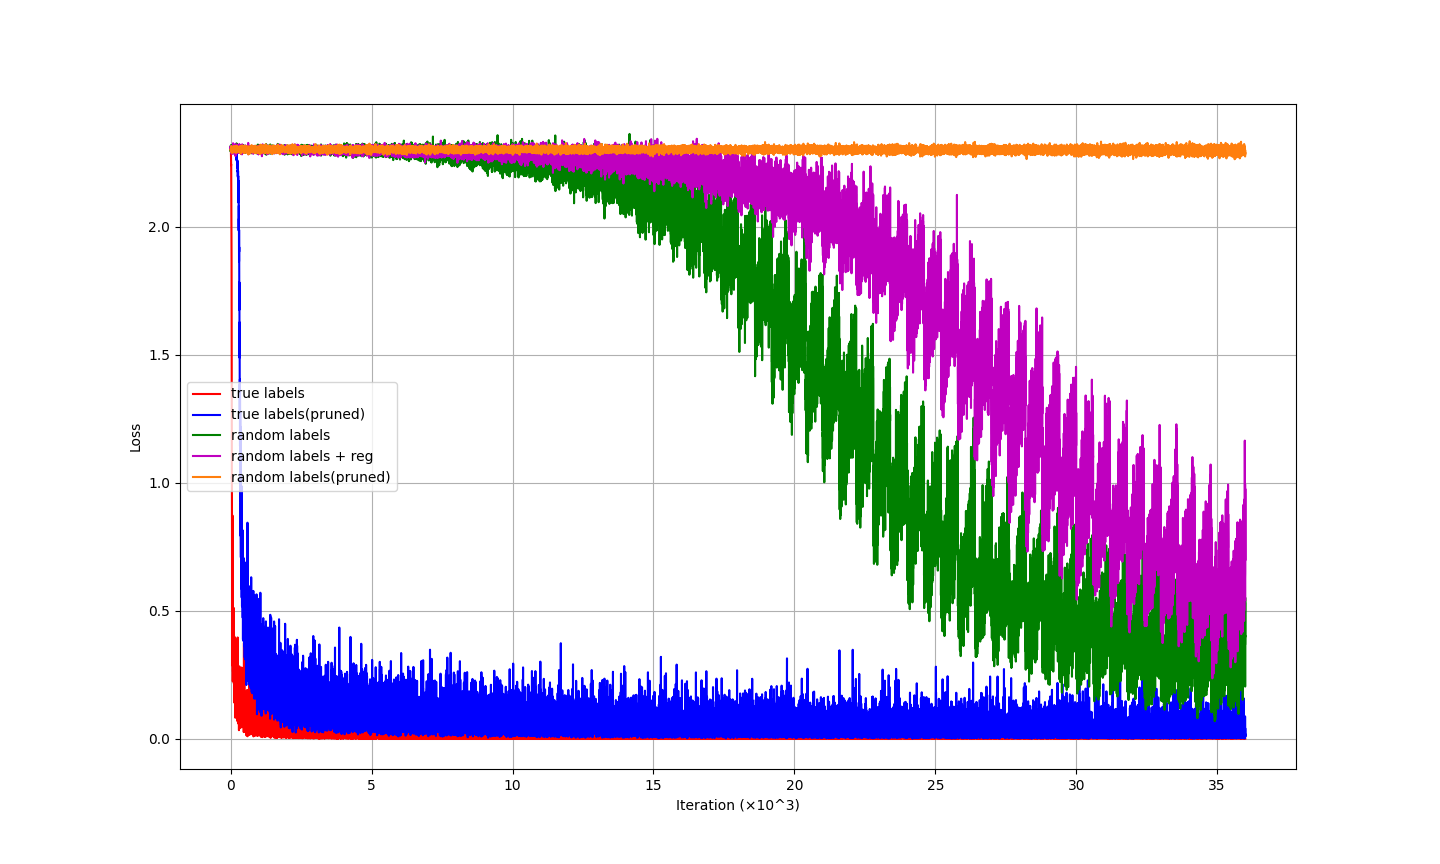 2.0
1.5
1.0
0.5
0.0
Loss
true labels
true labels(pruned)
random labels
random labels + reg
random labels(pruned)
0 5 10 15 20 25 30 35
Iteration (×10^3)